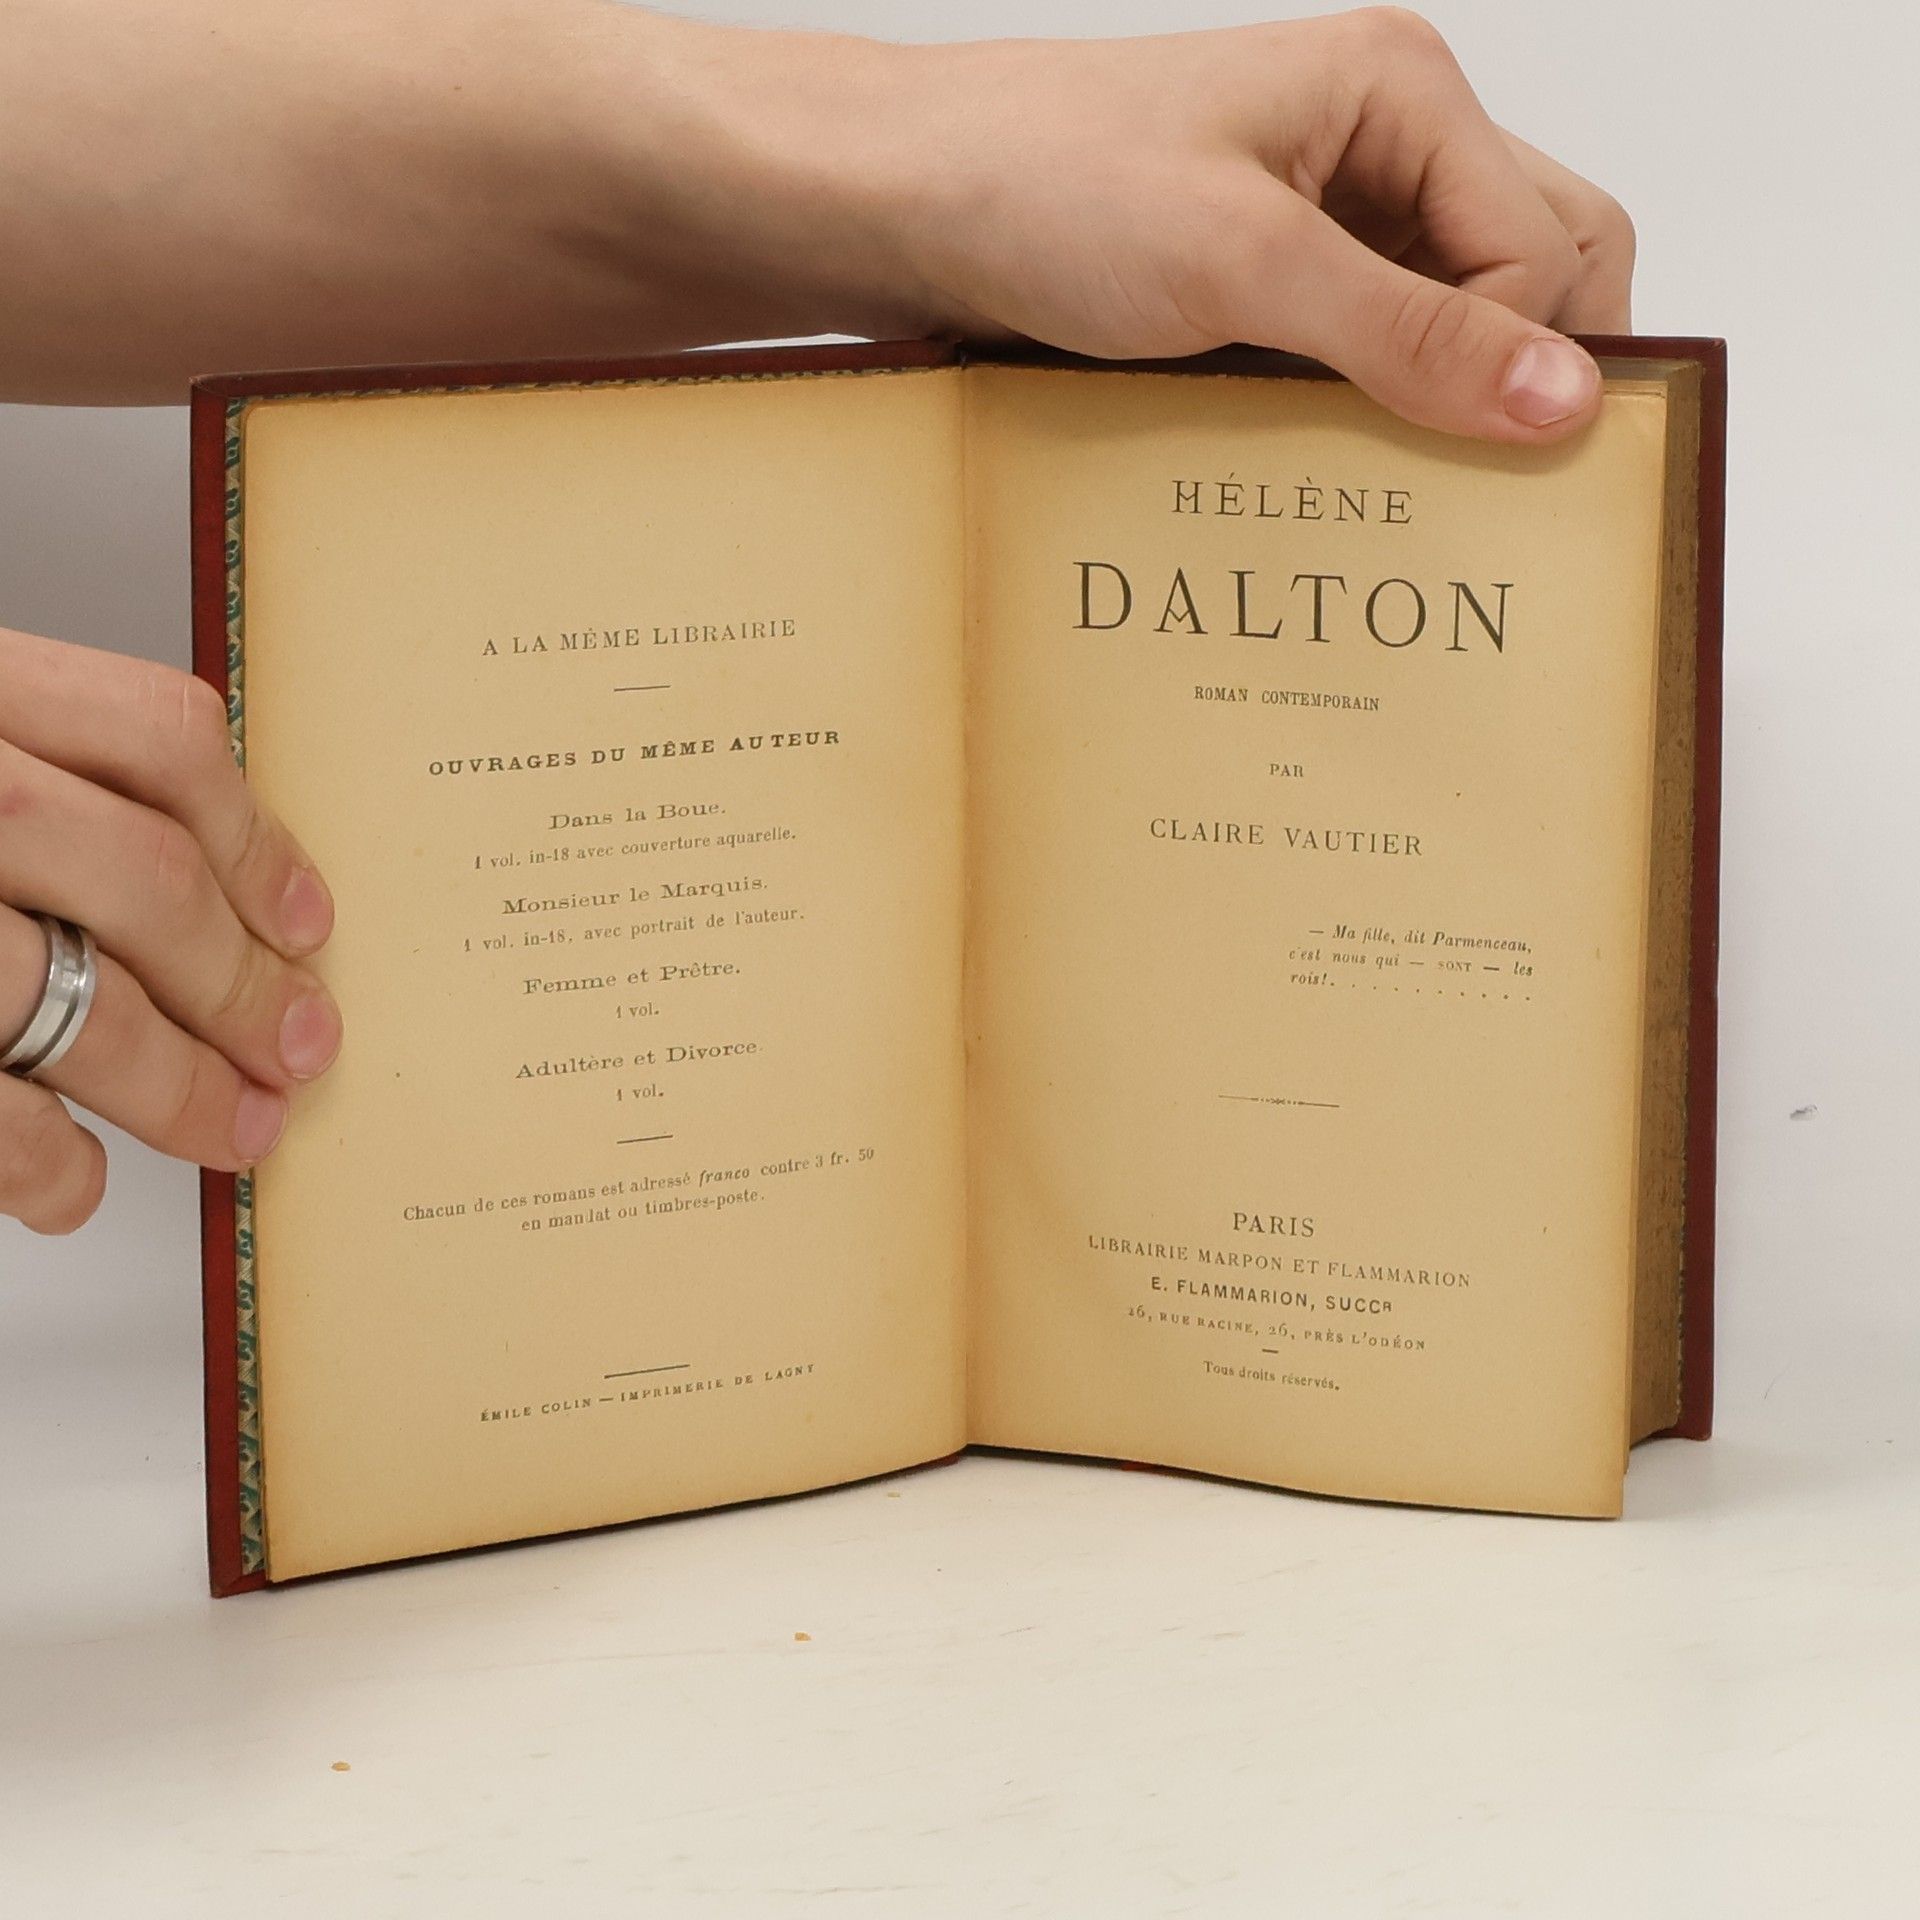 A LA MÊME LIBRAIRIE
OUVRAGES DU MÊME AUTEUR
Dans la Boue.
1 vol. in-18 avec couverture aquarelle.
Monsieur le Marquis.
1 vol. in-18, avec portrait de l'auteur.
Femme et Prêtre.
1 vol.
Adultère et Divorce.
1 vol.
Chacun de ces romans est adressé franco contre 3 fr. 50
en mandat ou timbres-poste.
ÉMILE COLIN — IMPRIMERIE DE LAGNY
HÉLÈNE
DALTON
ROMAN CONTEMPORAIN
PAR
CLAIRE VAUTIER
— Ma fille, dit Parmenceau,
c'est nous qui — SONT — les
rois!. . . . . . . . . .
PARIS
LIBRAIRIE MARPON ET FLAMMARION
E. FLAMMARION, SUCCR
26, RUE RACINE, 26, PRÈS L'ODÉON
Tous droits réservés.